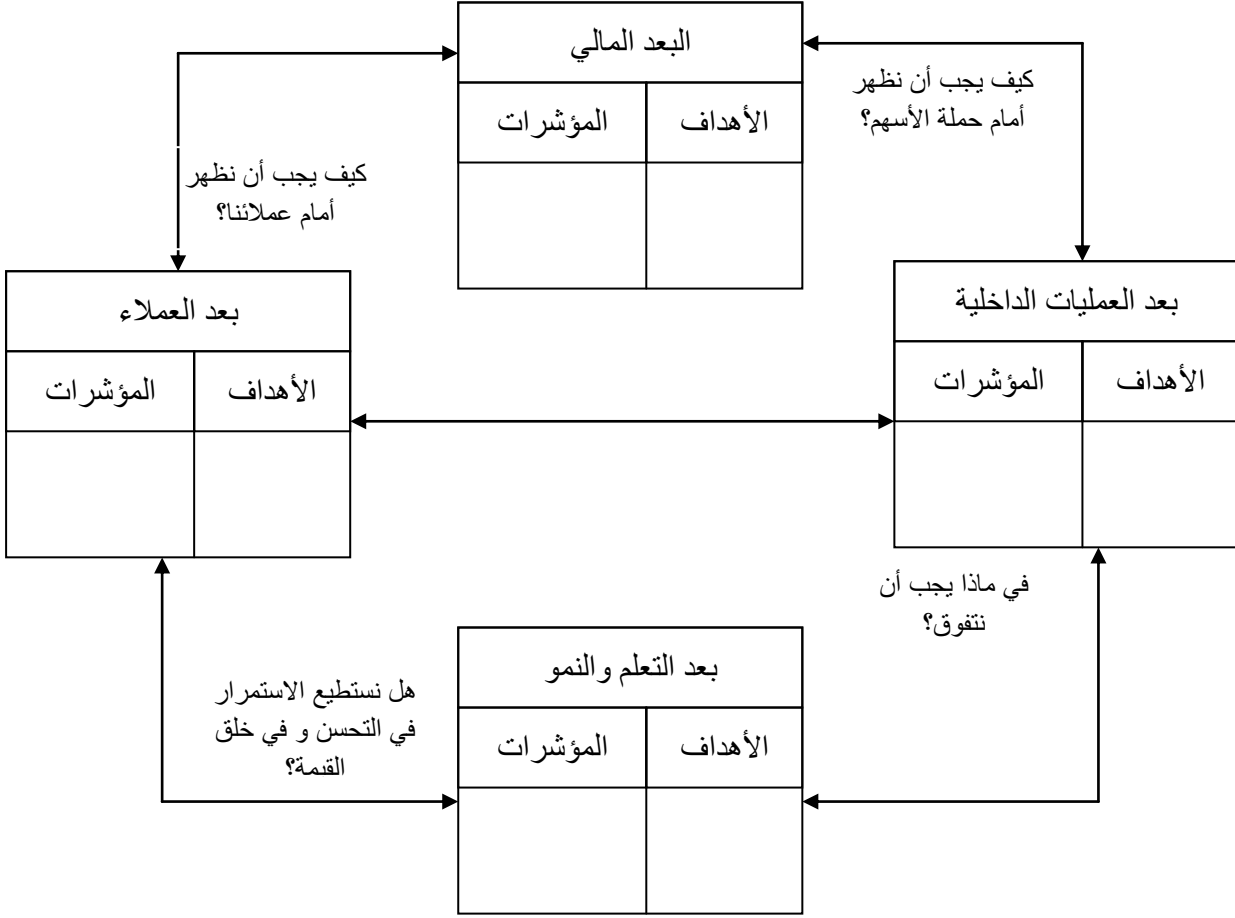 البعد المالي
الأهداف المؤشرات
كيف يجب أن نظهر
أمام حملة الأسهم؟
كيف يجب أن نظهر
أمام عملائنا؟
بعد العمليات الداخلية
الأهداف المؤشرات
بعد العملاء
الأهداف المؤشرات
في ماذا يجب أن
نتفوق؟
هل نستطيع الاستمرار
في التحسن و في خلق
القيمة؟
بعد التعلم والنمو
الأهداف المؤشرات